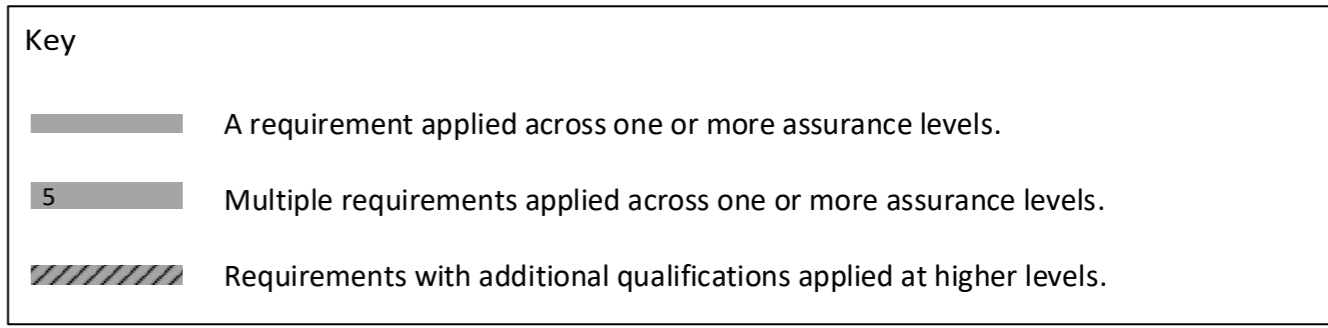 Key
A requirement applied across one or more assurance levels.
5 Multiple requirements applied across one or more assurance levels.
Requirements with additional qualifications applied at higher levels.